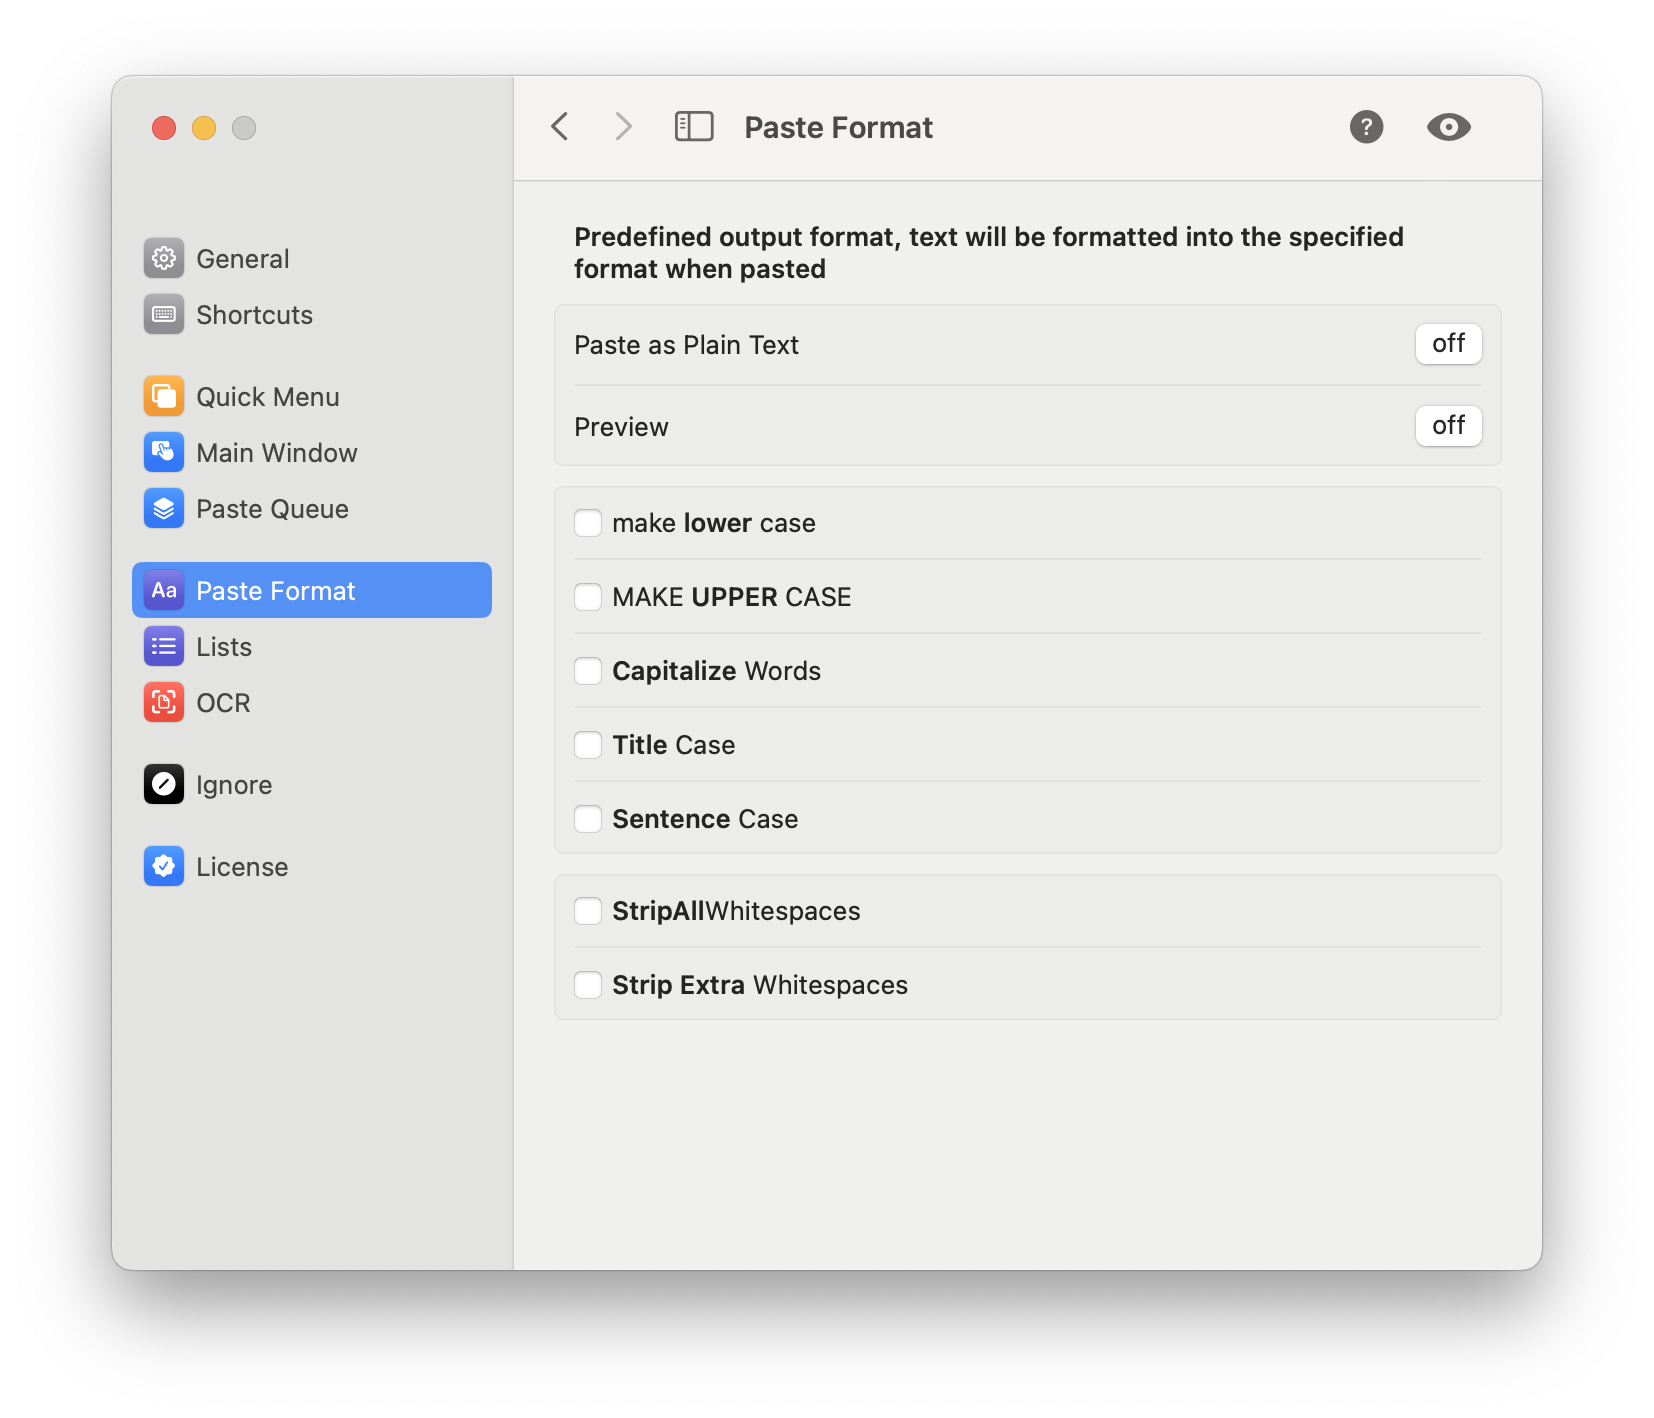 Paste Format
?
General
Shortcuts
Quick Menu
Main Window
Paste Queue
Aa Paste Format
Lists
OCR
Ignore
License
Predefined output format, text will be formatted into the specified
format when pasted
Paste as Plain Text off
Preview off
make lower case
MAKE UPPER CASE
Capitalize Words
Title Case
Sentence Case
StripAllWhitespaces
Strip Extra Whitespaces